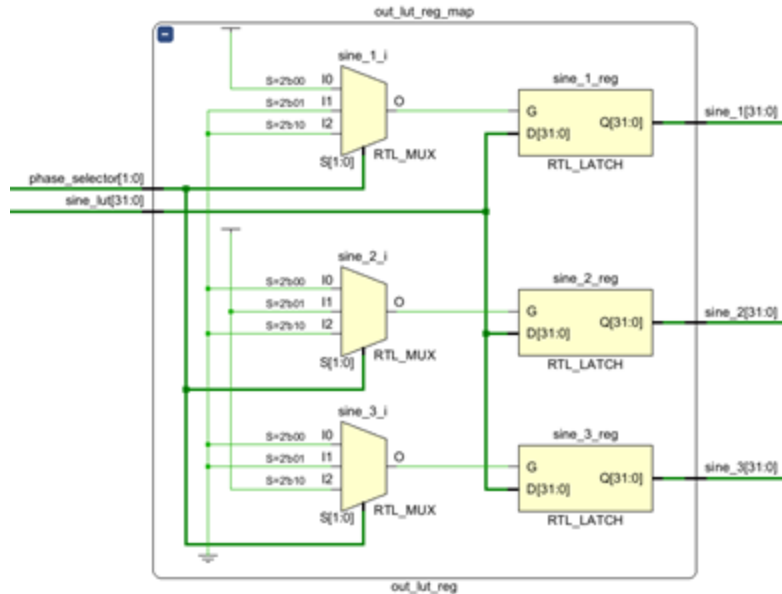 out_lut_reg_map
sine_1_i
S=2'b00 I0
S=2'b01 I1
S=2'b10 I2
O
S[1:0]
RTL_MUX
sine_1_reg
G
D[31:0]
Q[31:0]
RTL_LATCH
sine_1[31:0]
phase_selector[1:0]
sine_lut[31:0]
sine_2_i
S=2'b00 I0
S=2'b01 I1
S=2'b10 I2
O
S[1:0]
RTL_MUX
sine_2_reg
G
D[31:0]
Q[31:0]
RTL_LATCH
sine_2[31:0]
sine_3_i
S=2'b00 I0
S=2'b01 I1
S=2'b10 I2
O
S[1:0]
RTL_MUX
sine_3_reg
G
D[31:0]
Q[31:0]
RTL_LATCH
sine_3[31:0]
out_lut_reg